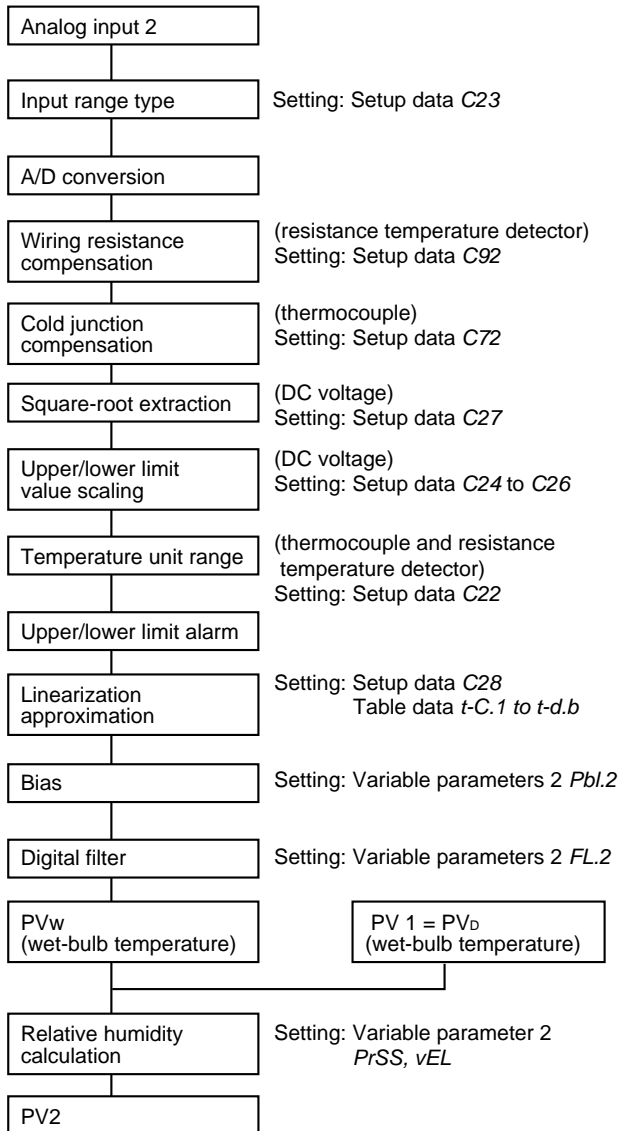 Analog input 2
Input range type
Setting: Setup data C23
A/D conversion
Wiring resistance
compensation
(resistance temperature detector)
Setting: Setup data C92
Cold junction
compensation
(thermocouple)
Setting: Setup data C72
Square-root extraction
(DC voltage)
Setting: Setup data C27
Upper/lower limit
value scaling
(DC voltage)
Setting: Setup data C24 to C26
Temperature unit range
(thermocouple and resistance
temperature detector)
Setting: Setup data C22
Upper/lower limit alarm
Linearization
approximation
Setting: Setup data C28
Table data t-C.1 to t-d.b
Bias
Setting: Variable parameters 2 PbI.2
Digital filter
Setting: Variable parameters 2 FL.2
PVw
(wet-bulb temperature)
PV 1 = PVD
(wet-bulb temperature)
Relative humidity
calculation
Setting: Variable parameter 2
PrSS, vEL
PV2